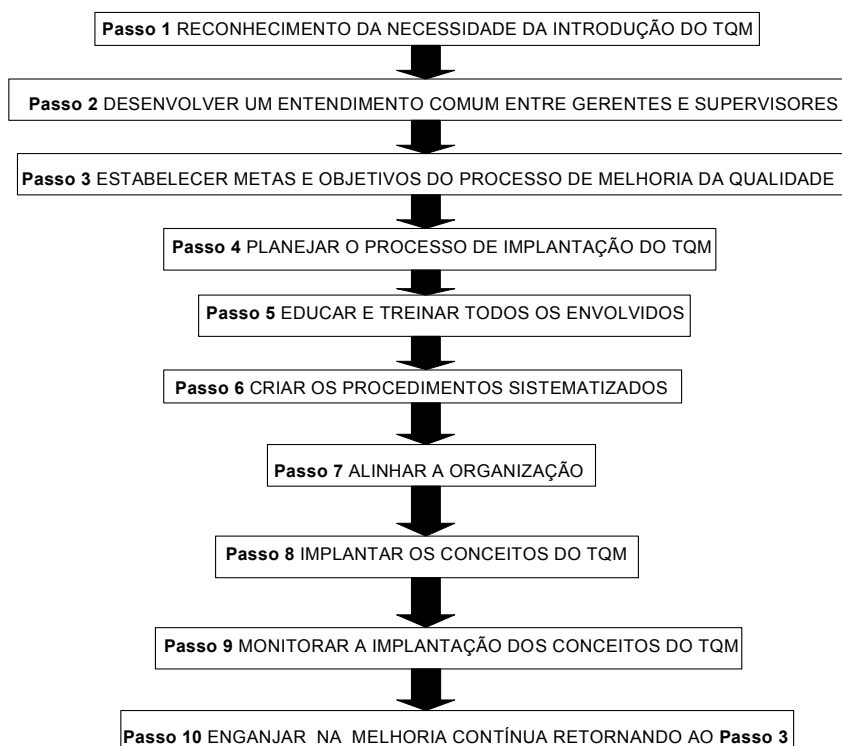 Passo 1 RECONHECIMENTO DA NECESSIDADE DA INTRODUÇÃO DO TQM
Passo 2 DESENVOLVER UM ENTENDIMENTO COMUM ENTRE GERENTES E SUPERVISORES
Passo 3 ESTABELECER METAS E OBJETIVOS DO PROCESSO DE MELHORIA DA QUALIDADE
Passo 4 PLANEJAR O PROCESSO DE IMPLANTAÇÃO DO TQM
Passo 5 EDUCAR E TREINAR TODOS OS ENVOLVIDOS
Passo 6 CRIAR OS PROCEDIMENTOS SISTEMATIZADOS
Passo 7 ALINHAR A ORGANIZAÇÃO
Passo 8 IMPLANTAR OS CONCEITOS DO TQM
Passo 9 MONITORAR A IMPLANTAÇÃO DOS CONCEITOS DO TQM
Passo 10 ENGANJAR NA MELHORIA CONTÍNUA RETORNANDO AO Passo 3